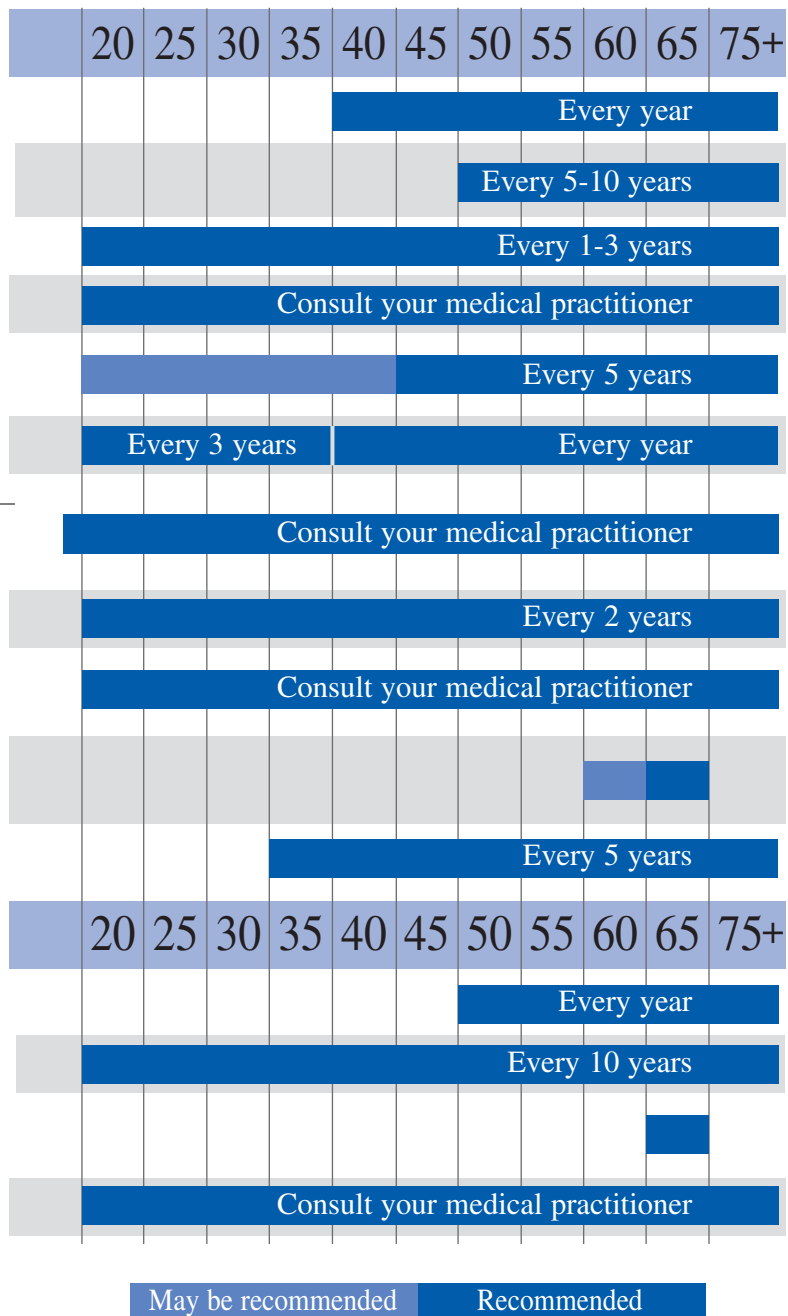 20 25 30 35 40 45 50 55 60 65 75+
Every year
Every 5-10 years
Every 1-3 years
Consult your medical practitioner
Every 5 years
Every 3 years Every year
Consult your medical practitioner
Every 2 years
Consult your medical practitioner
Every 5 years
20 25 30 35 40 45 50 55 60 65 75+
Every year
Every 10 years
Consult your medical practitioner
May be recommended Recommended